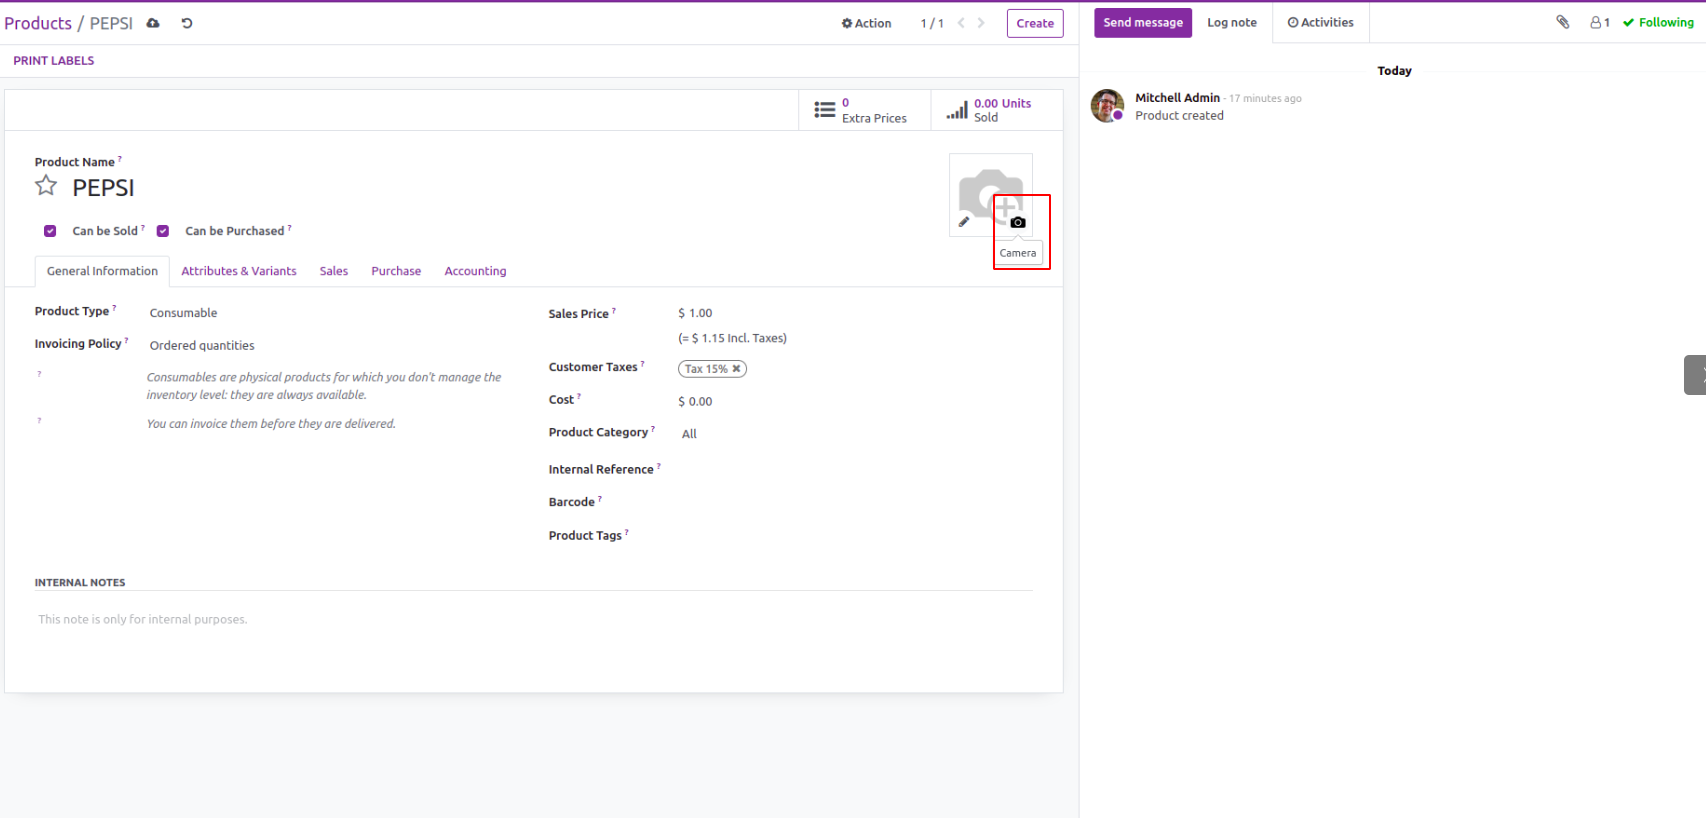 Products / PEPSI
Action
1 / 1
Create
Send message
Log note
Activities
1
Following
PRINT LABELS
Today
0
Extra Prices
0.00 Units
Sold
Mitchell Admin - 17 minutes ago
Product created
Product Name ?
PEPSI
Can be Sold ?
Can be Purchased ?
Camera
General Information
Attributes & Variants
Sales
Purchase
Accounting
Product Type ?
Consumable
Invoicing Policy ?
Ordered quantities
?
Consumables are physical products for which you don't manage the
inventory level: they are always available.
?
You can invoice them before they are delivered.
Sales Price ?
$ 1.00
(= $ 1.15 Incl. Taxes)
Customer Taxes ?
Tax 15% ✖
Cost ?
$ 0.00
Product Category ?
All
Internal Reference ?
Barcode ?
Product Tags ?
INTERNAL NOTES
This note is only for internal purposes.